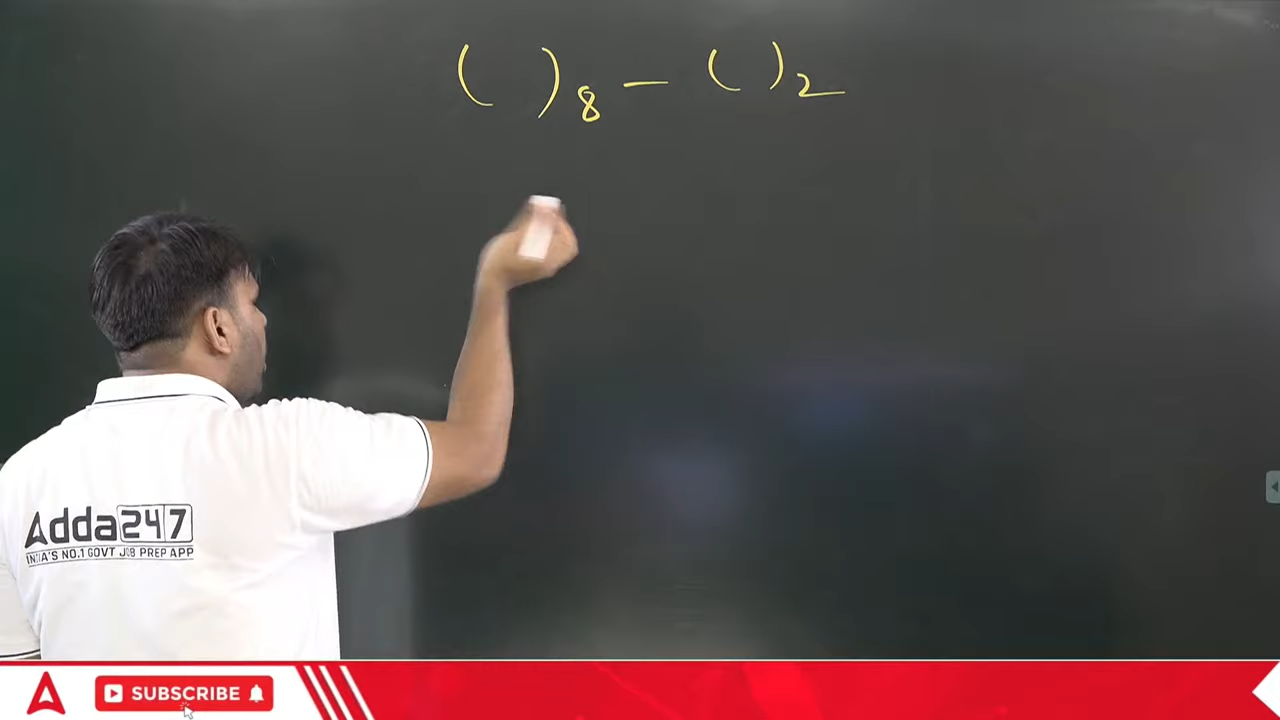 ( )₈ - ( )₂
Adda247
INDIA'S NO.1 GOVT JOB PREP APP
SUBSCRIBE